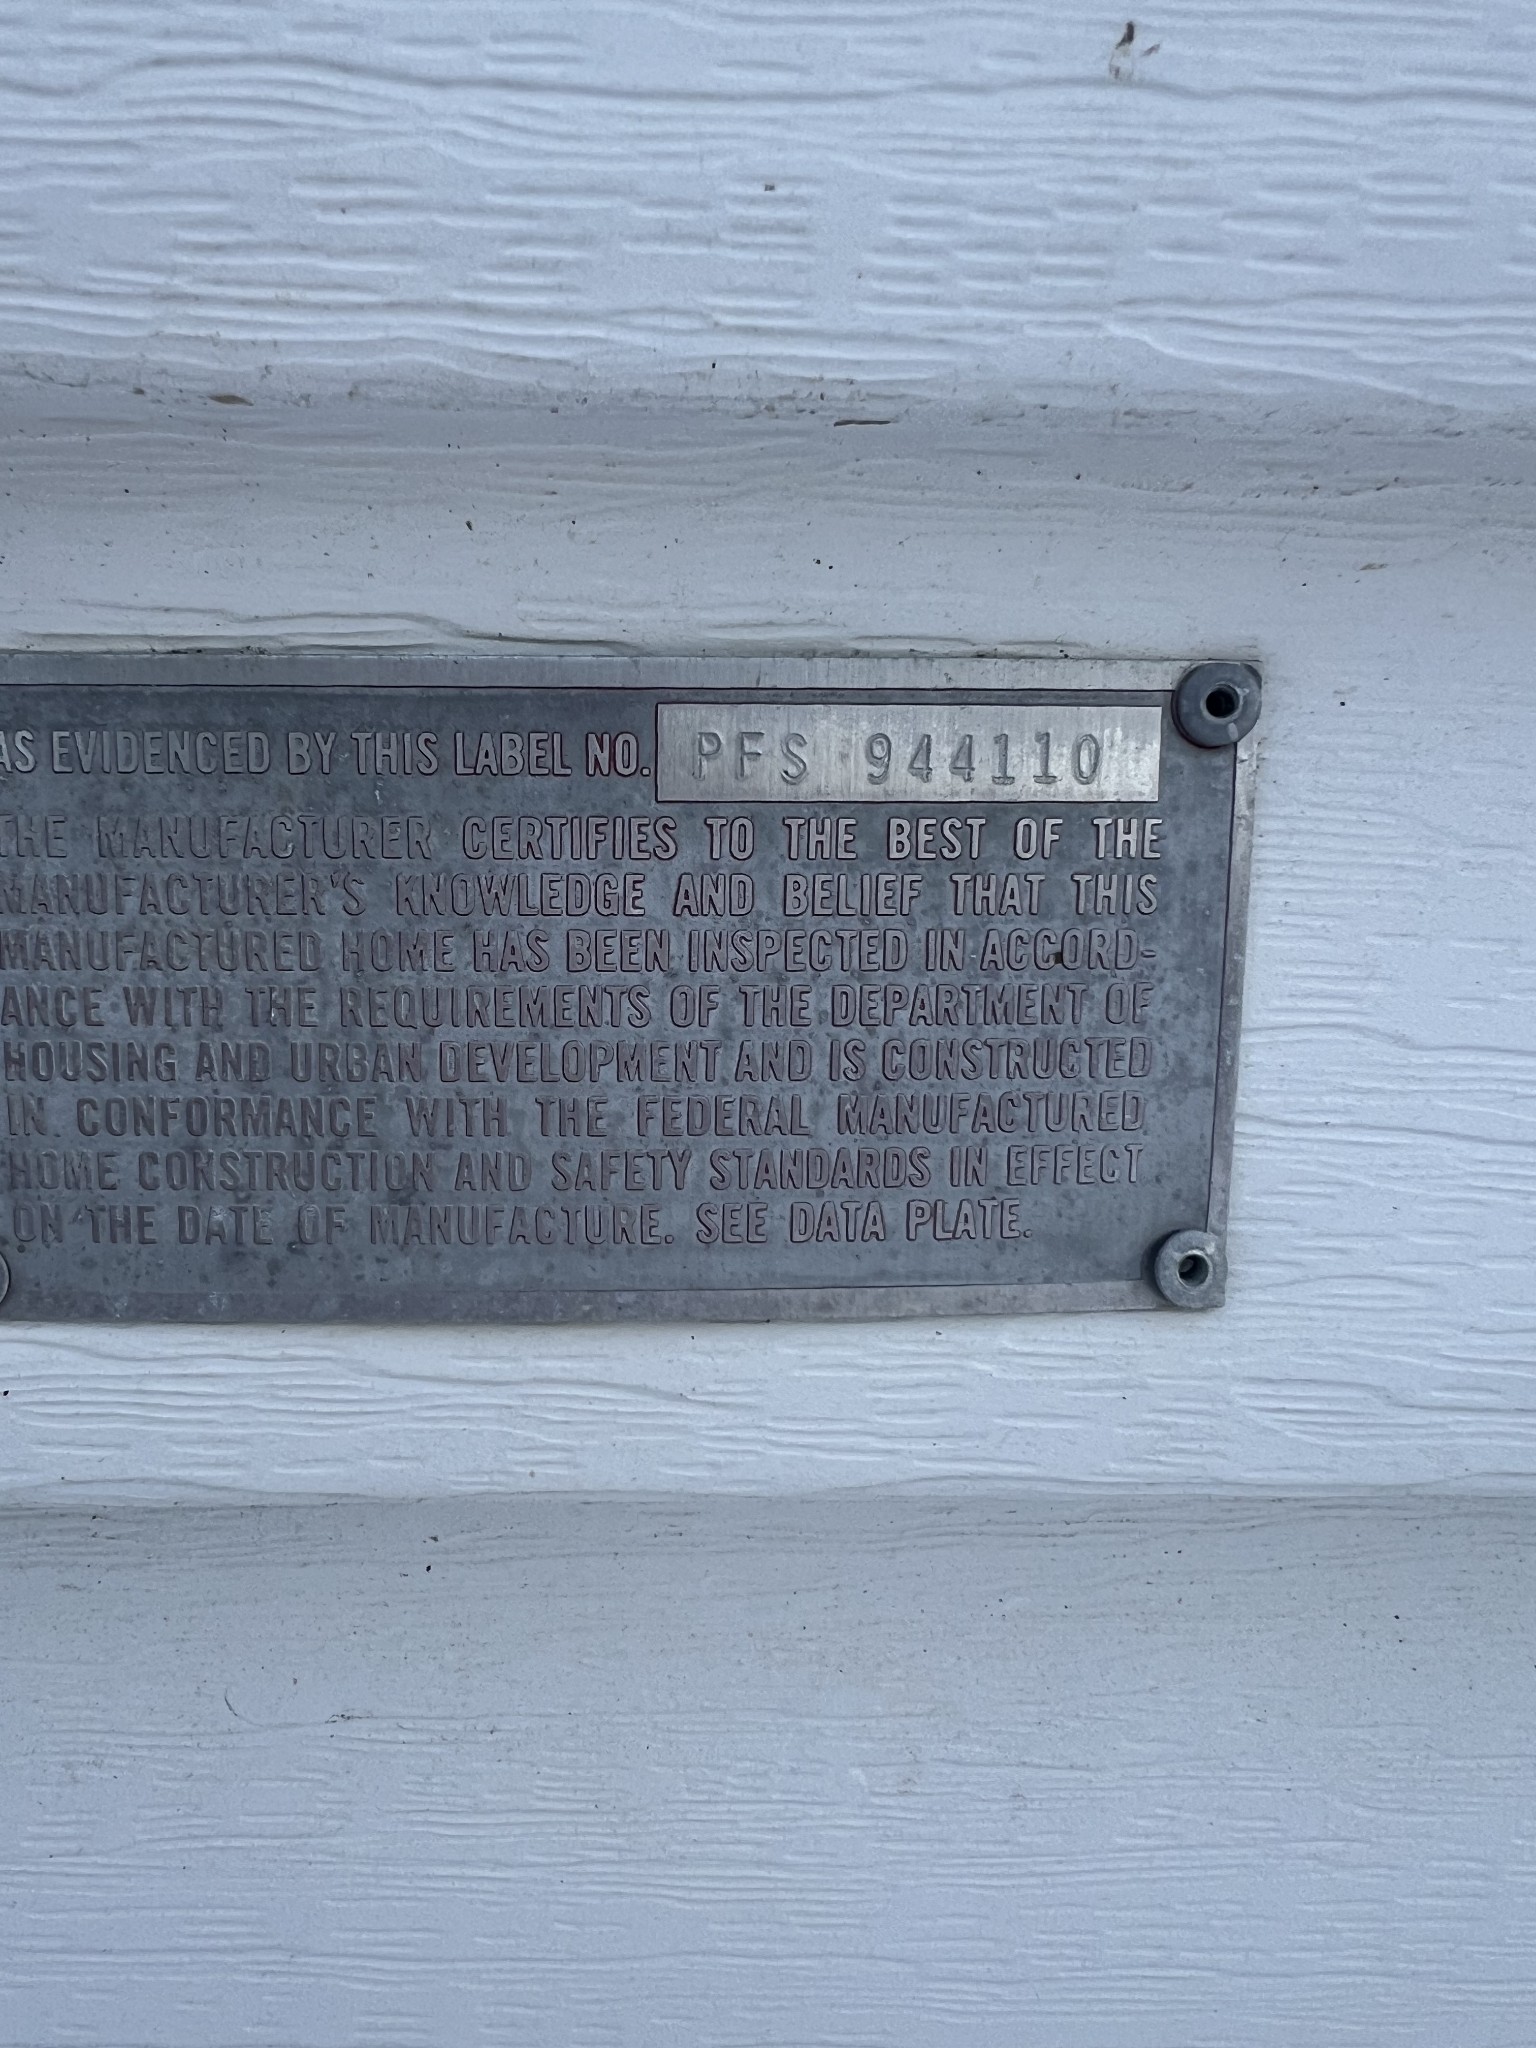 AS EVIDENCED BY THIS LABEL NO. PFS 944110
THE MANUFACTURER CERTIFIES TO THE BEST OF THE
MANUFACTURER'S KNOWLEDGE AND BELIEF THAT THIS
MANUFACTURED HOME HAS BEEN INSPECTED IN ACCORD-
ANCE WITH THE REQUIREMENTS OF THE DEPARTMENT OF
HOUSING AND URBAN DEVELOPMENT AND IS CONSTRUCTED
IN CONFORMANCE WITH THE FEDERAL MANUFACTURED
HOME CONSTRUCTION AND SAFETY STANDARDS IN EFFECT
ON THE DATE OF MANUFACTURE. SEE DATA PLATE.